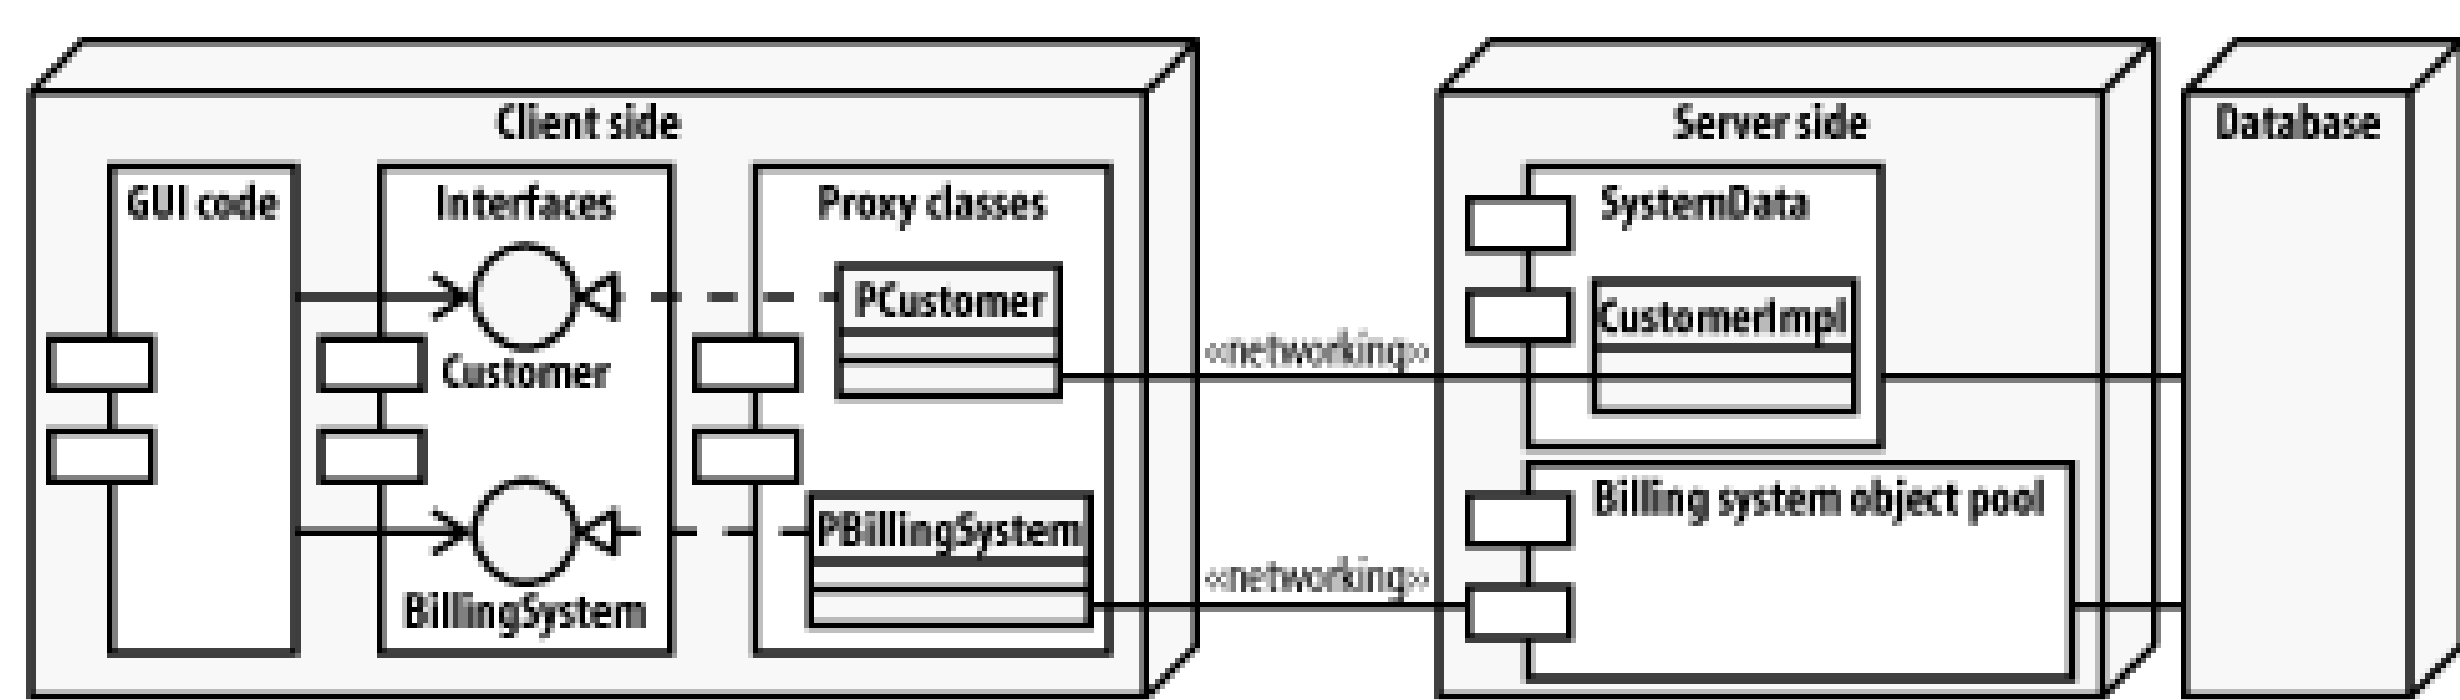 Client side
GUI code
Interfaces
Customer
BillingSystem
Proxy classes
PCustomer
PBillingSystem
«networking»
«networking»
Server side
SystemData
CustomerImpl
Billing system object pool
Database